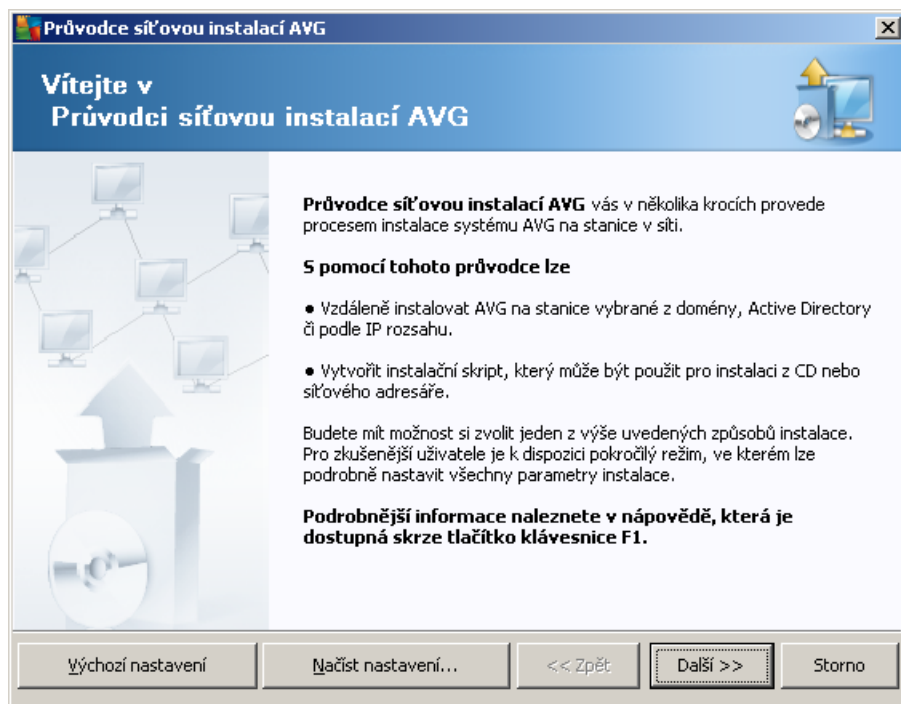 Průvodce síťovou instalací AVG
Vítejte v
Průvodci síťovou instalací AVG
Průvodce síťovou instalací AVG vás v několika krocích provede
procesem instalace systému AVG na stanice v síti.
S pomocí tohoto průvodce lze
● Vzdáleně instalovat AVG na stanice vybrané z domény, Active Directory
či podle IP rozsahu.
● Vytvořit instalační skript, který může být použit pro instalaci z CD nebo
síťového adresáře.
Budete mít možnost si zvolit jeden z výše uvedených způsobů instalace.
Pro zkušenější uživatele je k dispozici pokročilý režim, ve kterém lze
podrobně nastavit všechny parametry instalace.
Podrobnější informace naleznete v nápovědě, která je
dostupná skrze tlačítko klávesnice F1.
Výchozí nastavení
Načíst nastavení...
<< Zpět
Další >>
Storno